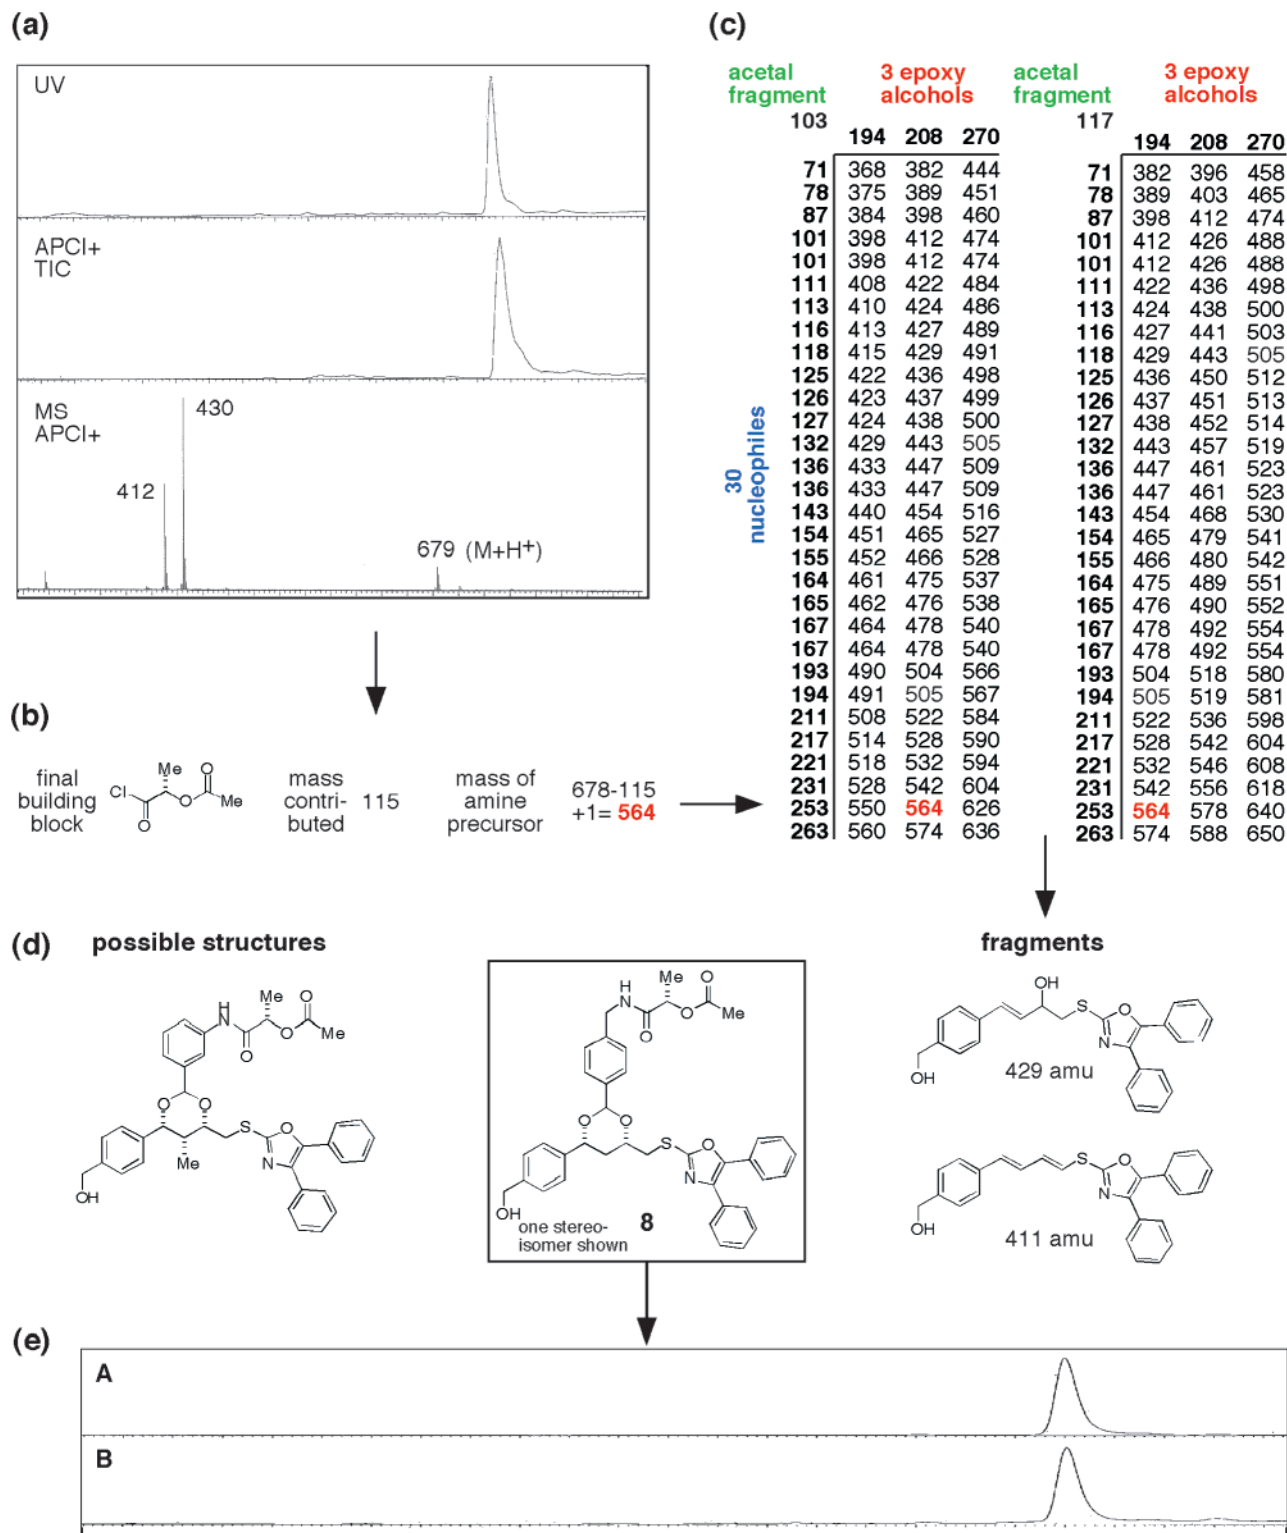 (a)
UV
APCI+
TIC
MS
APCI+
430
412
679 (M+H+)
(b)
final
building
block
Cl
O
Me
O
O
Me
mass
contri-
buted
115
mass of
amine
precursor
678-115
+1= 564
(c)
acetal
fragment
103
3 epoxy
alcohols
acetal
fragment
117
3 epoxy
alcohols
30
nucleophiles
194 208 270
71 368 382 444
78 375 389 451
87 384 398 460
101 398 412 474
101 398 412 474
111 408 422 484
113 410 424 486
116 413 427 489
118 415 429 491
125 422 436 498
126 423 437 499
127 424 438 500
132 429 443 505
136 433 447 509
136 433 447 509
143 440 454 516
154 451 465 527
155 452 466 528
164 461 475 537
165 462 476 538
167 464 478 540
167 464 478 540
193 490 504 566
194 491 505 567
211 508 522 584
217 514 528 590
221 518 532 594
231 528 542 604
253 550 564 626
263 560 574 636
194 208 270
71 382 396 458
78 389 403 465
87 398 412 474
101 412 426 488
101 412 426 488
111 422 436 498
113 424 438 500
116 427 441 503
118 429 443 505
125 436 450 512
126 437 451 513
127 438 452 514
132 443 457 519
136 447 461 523
136 447 461 523
143 454 468 530
154 465 479 541
155 466 480 542
164 475 489 551
165 476 490 552
167 478 492 554
167 478 492 554
193 504 518 580
194 505 519 581
211 522 536 598
217 528 542 604
221 532 546 608
231 542 556 618
253 564 578 640
263 574 588 650
(d)
possible structures
fragments
H
N
Me
O
O
O
Me
O
O
S
O
N
Me
OH
H
N
Me
O
O
O
Me
O
O
S
O
N
OH
one stereo-
isomer shown
8
OH
S
O
N
OH
429 amu
S
O
N
OH
411 amu
(e)
A
B